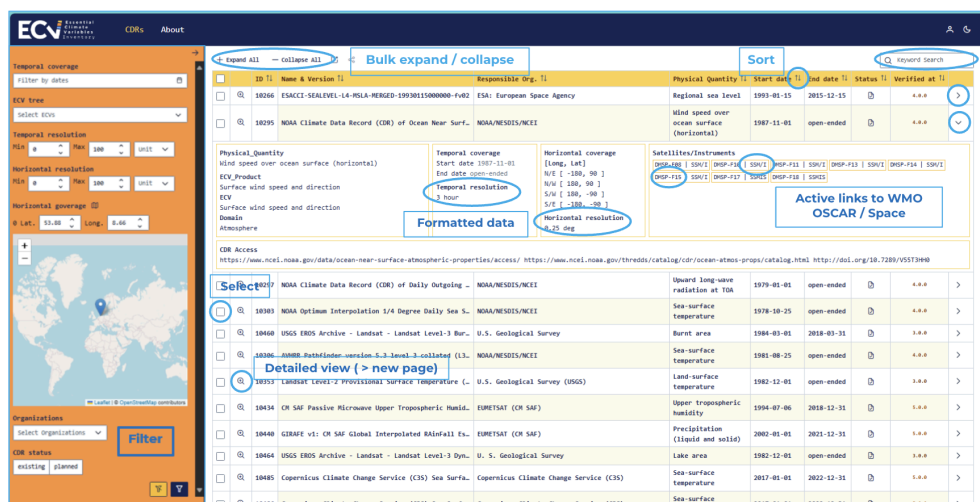 ECV Essential
Climate
Variables
Inventory
CDRs About
Temporal coverage
Filter by dates
ECV tree
Select ECVs
Temporal resolution
Min 0 Max 100 Unit
Horizontal resolution
Min 0 Max 100 Unit
Horizontal goverage
0 Lat. 53.88 Long. 8.66
+
−
Leaflet | © OpenStreetMap contributors
Organizations
Select Organizations
Filter
CDR status
existing planned
+ Expand All — Collapse All
Bulk expand / collapse
Sort
Keyword Search
ID Name & Version Responsible Org. Physical Quantity Start date End date Status Verified at
10266 ESACCI-SEALEVEL-L4-MSLA-MERGED-19930115000000-fv02 ESA: European Space Agency Regional sea level 1993-01-15 2015-12-15 4.0.0
10295 NOAA Climate Data Record (CDR) of Ocean Near Surf… NOAA/NESDIS/NCEI Wind speed over ocean surface (horizontal) 1987-11-01 open-ended 4.0.0
Physical_Quantity
Wind speed over ocean surface (horizontal)
ECV_Product
Surface wind speed and direction
ECV
Surface wind speed and direction
Domain
Atmosphere
Temporal coverage
Start date 1987-11-01
End date open-ended
Temporal resolution
3 hour
Formatted data
Horizontal coverage
[Long, Lat]
N/E [ -180, 90 ]
N/W [ 180, 90 ]
S/W [ 180, -90 ]
S/E [ -180, -90 ]
Horizontal resolution
0.25 deg
Satellites/Instruments
DMSP-F08 | SSM/I DMSP-F10 | SSM/I DMSP-F11 | SSM/I DMSP-F13 | SSM/I DMSP-F14 | SSM/I
DMSP-F15 | SSM/I DMSP-F17 | SSMIS DMSP-F18 | SSMIS
Active links to WMO
OSCAR / Space
CDR Access
https://www.ncei.noaa.gov/data/ocean-near-surface-atmospheric-properties/access/ https://www.ncei.noaa.gov/thredds/catalog/cdr/ocean-atmos-props/catalog.html http://doi.org/10.7289/V55T3HH0
Select
10297 NOAA Climate Data Record (CDR) of Daily Outgoing … NOAA/NESDIS/NCEI Upward long-wave radiation at TOA 1979-01-01 open-ended 4.0.0
10303 NOAA Optimum Interpolation 1/4 Degree Daily Sea S… NOAA/NESDIS/NCEI Sea-surface temperature 1978-10-25 open-ended 4.0.0
10460 USGS EROS Archive - Landsat - Landsat Level-3 Bur… U.S. Geological Survey Burnt area 1984-03-01 2018-03-31 3.0.0
10306 AVHRR Pathfinder version 5.3 level 3 collated (L3… NOAA/NESDIS/NCEI Sea-surface temperature 1981-08-25 open-ended 4.0.0
Detailed view ( > new page)
10353 Landsat Level-2 Provisional Surface Temperature (… U.S. Geological Survey (USGS) Land-surface temperature 1982-12-01 open-ended 3.0.0
10434 CM SAF Passive Microwave Upper Tropospheric Humid… EUMETSAT (CM SAF) Upper tropospheric humidity 1994-07-06 2018-12-31 5.0.0
10440 GIRAFE v1: CM SAF Global Interpolated RAinFall Es… EUMETSAT (CM SAF) Precipitation (liquid and solid) 2002-01-01 2021-12-31 5.0.0
10464 USGS EROS Archive - Landsat - Landsat Level-3 Dyn… U. S. Geological Survey Lake area 1982-12-01 open-ended 3.0.0
10485 Copernicus Climate Change Service (C3S) Sea Surfa… Copernicus Climate Change Service (C3S) Sea-surface temperature 2017-01-01 2022-12-31 5.0.0
Sea-surface